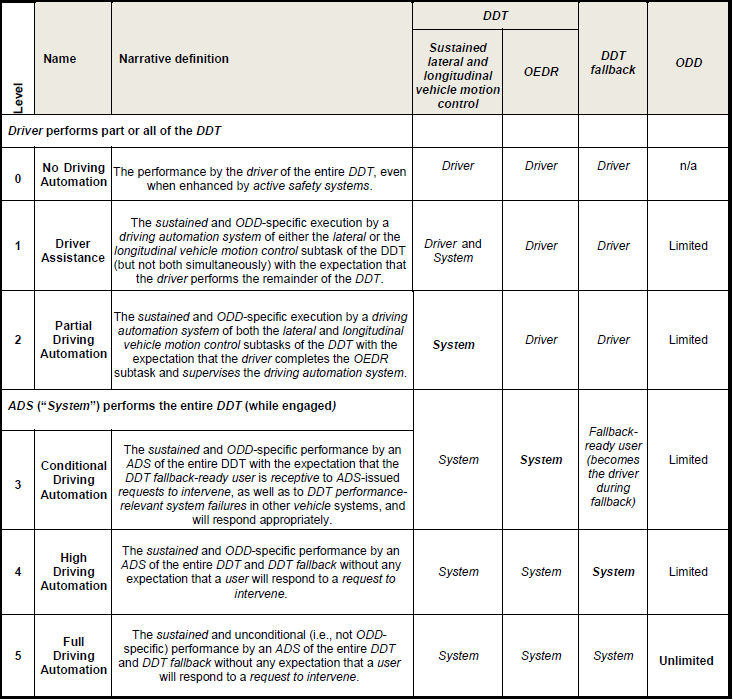 DDT
Level
Name
Narrative definition
Sustained
lateral and
longitudinal
vehicle motion
control
OEDR
DDT
fallback
ODD
Driver performs part or all of the DDT
0
No Driving
Automation
The performance by the driver of the entire DDT, even
when enhanced by active safety systems.
Driver
Driver
Driver
n/a
1
Driver
Assistance
The sustained and ODD-specific execution by a
driving automation system of either the lateral or the
longitudinal vehicle motion control subtask of the DDT
(but not both simultaneously) with the expectation that
the driver performs the remainder of the DDT.
Driver and
System
Driver
Driver
Limited
2
Partial
Driving
Automation
The sustained and ODD-specific execution by a driving
automation system of both the lateral and longitudinal
vehicle motion control subtasks of the DDT with the
expectation that the driver completes the OEDR
subtask and supervises the driving automation system.
System
Driver
Driver
Limited
ADS (“System”) performs the entire DDT (while engaged)
3
Conditional
Driving
Automation
The sustained and ODD-specific performance by an
ADS of the entire DDT with the expectation that the
DDT fallback-ready user is receptive to ADS-issued
requests to intervene, as well as to DDT performance-
relevant system failures in other vehicle systems, and
will respond appropriately.
System
System
Fallback-
ready user
(becomes
the driver
during
fallback)
Limited
4
High
Driving
Automation
The sustained and ODD-specific performance by an
ADS of the entire DDT and DDT fallback without any
expectation that a user will respond to a request to
intervene.
System
System
System
Limited
5
Full
Driving
Automation
The sustained and unconditional (i.e., not ODD-
specific) performance by an ADS of the entire DDT
and DDT fallback without any expectation that a user
will respond to a request to intervene.
System
System
System
Unlimited